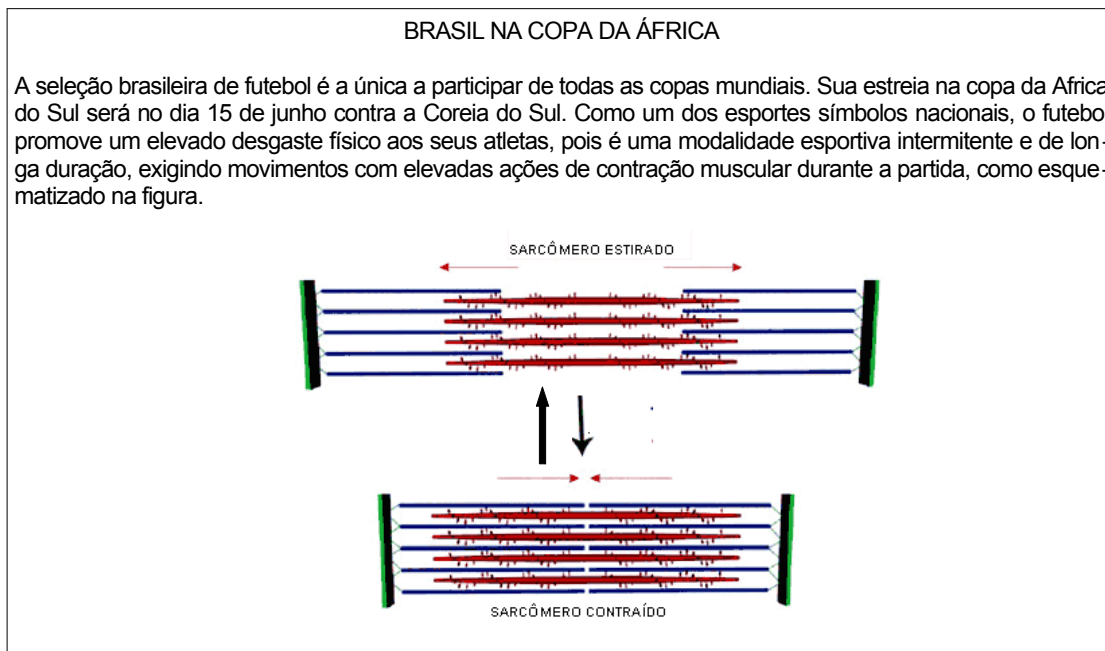 BRASIL NA COPA DA ÁFRICA
A seleção brasileira de futebol é a única a participar de todas as copas mundiais. Sua estreia na copa da Africa
do Sul será no dia 15 de junho contra a Coreia do Sul. Como um dos esportes símbolos nacionais, o futebo
promove um elevado desgaste físico aos seus atletas, pois é uma modalidade esportiva intermitente e de lon-
ga duração, exigindo movimentos com elevadas ações de contração muscular durante a partida, como esque-
matizado na figura.
SARCÔMERO ESTIRADO
SARCÔMERO CONTRAÍDO